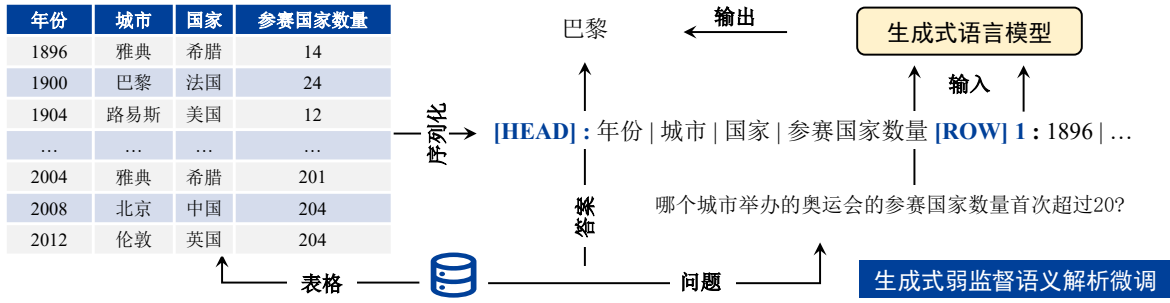 年份 城市 国家 参赛国家数量
1896 雅典 希腊 14
1900 巴黎 法国 24
1904 路易斯 美国 12
… … … …
2004 雅典 希腊 201
2008 北京 中国 204
2012 伦敦 英国 204
巴黎
输出
生成式语言模型
输入
序列化
[HEAD] : 年份 | 城市 | 国家 | 参赛国家数量 [ROW] 1 : 1896 | …
答案
哪个城市举办的奥运会的参赛国家数量首次超过20?
表格
问题
生成式弱监督语义解析微调